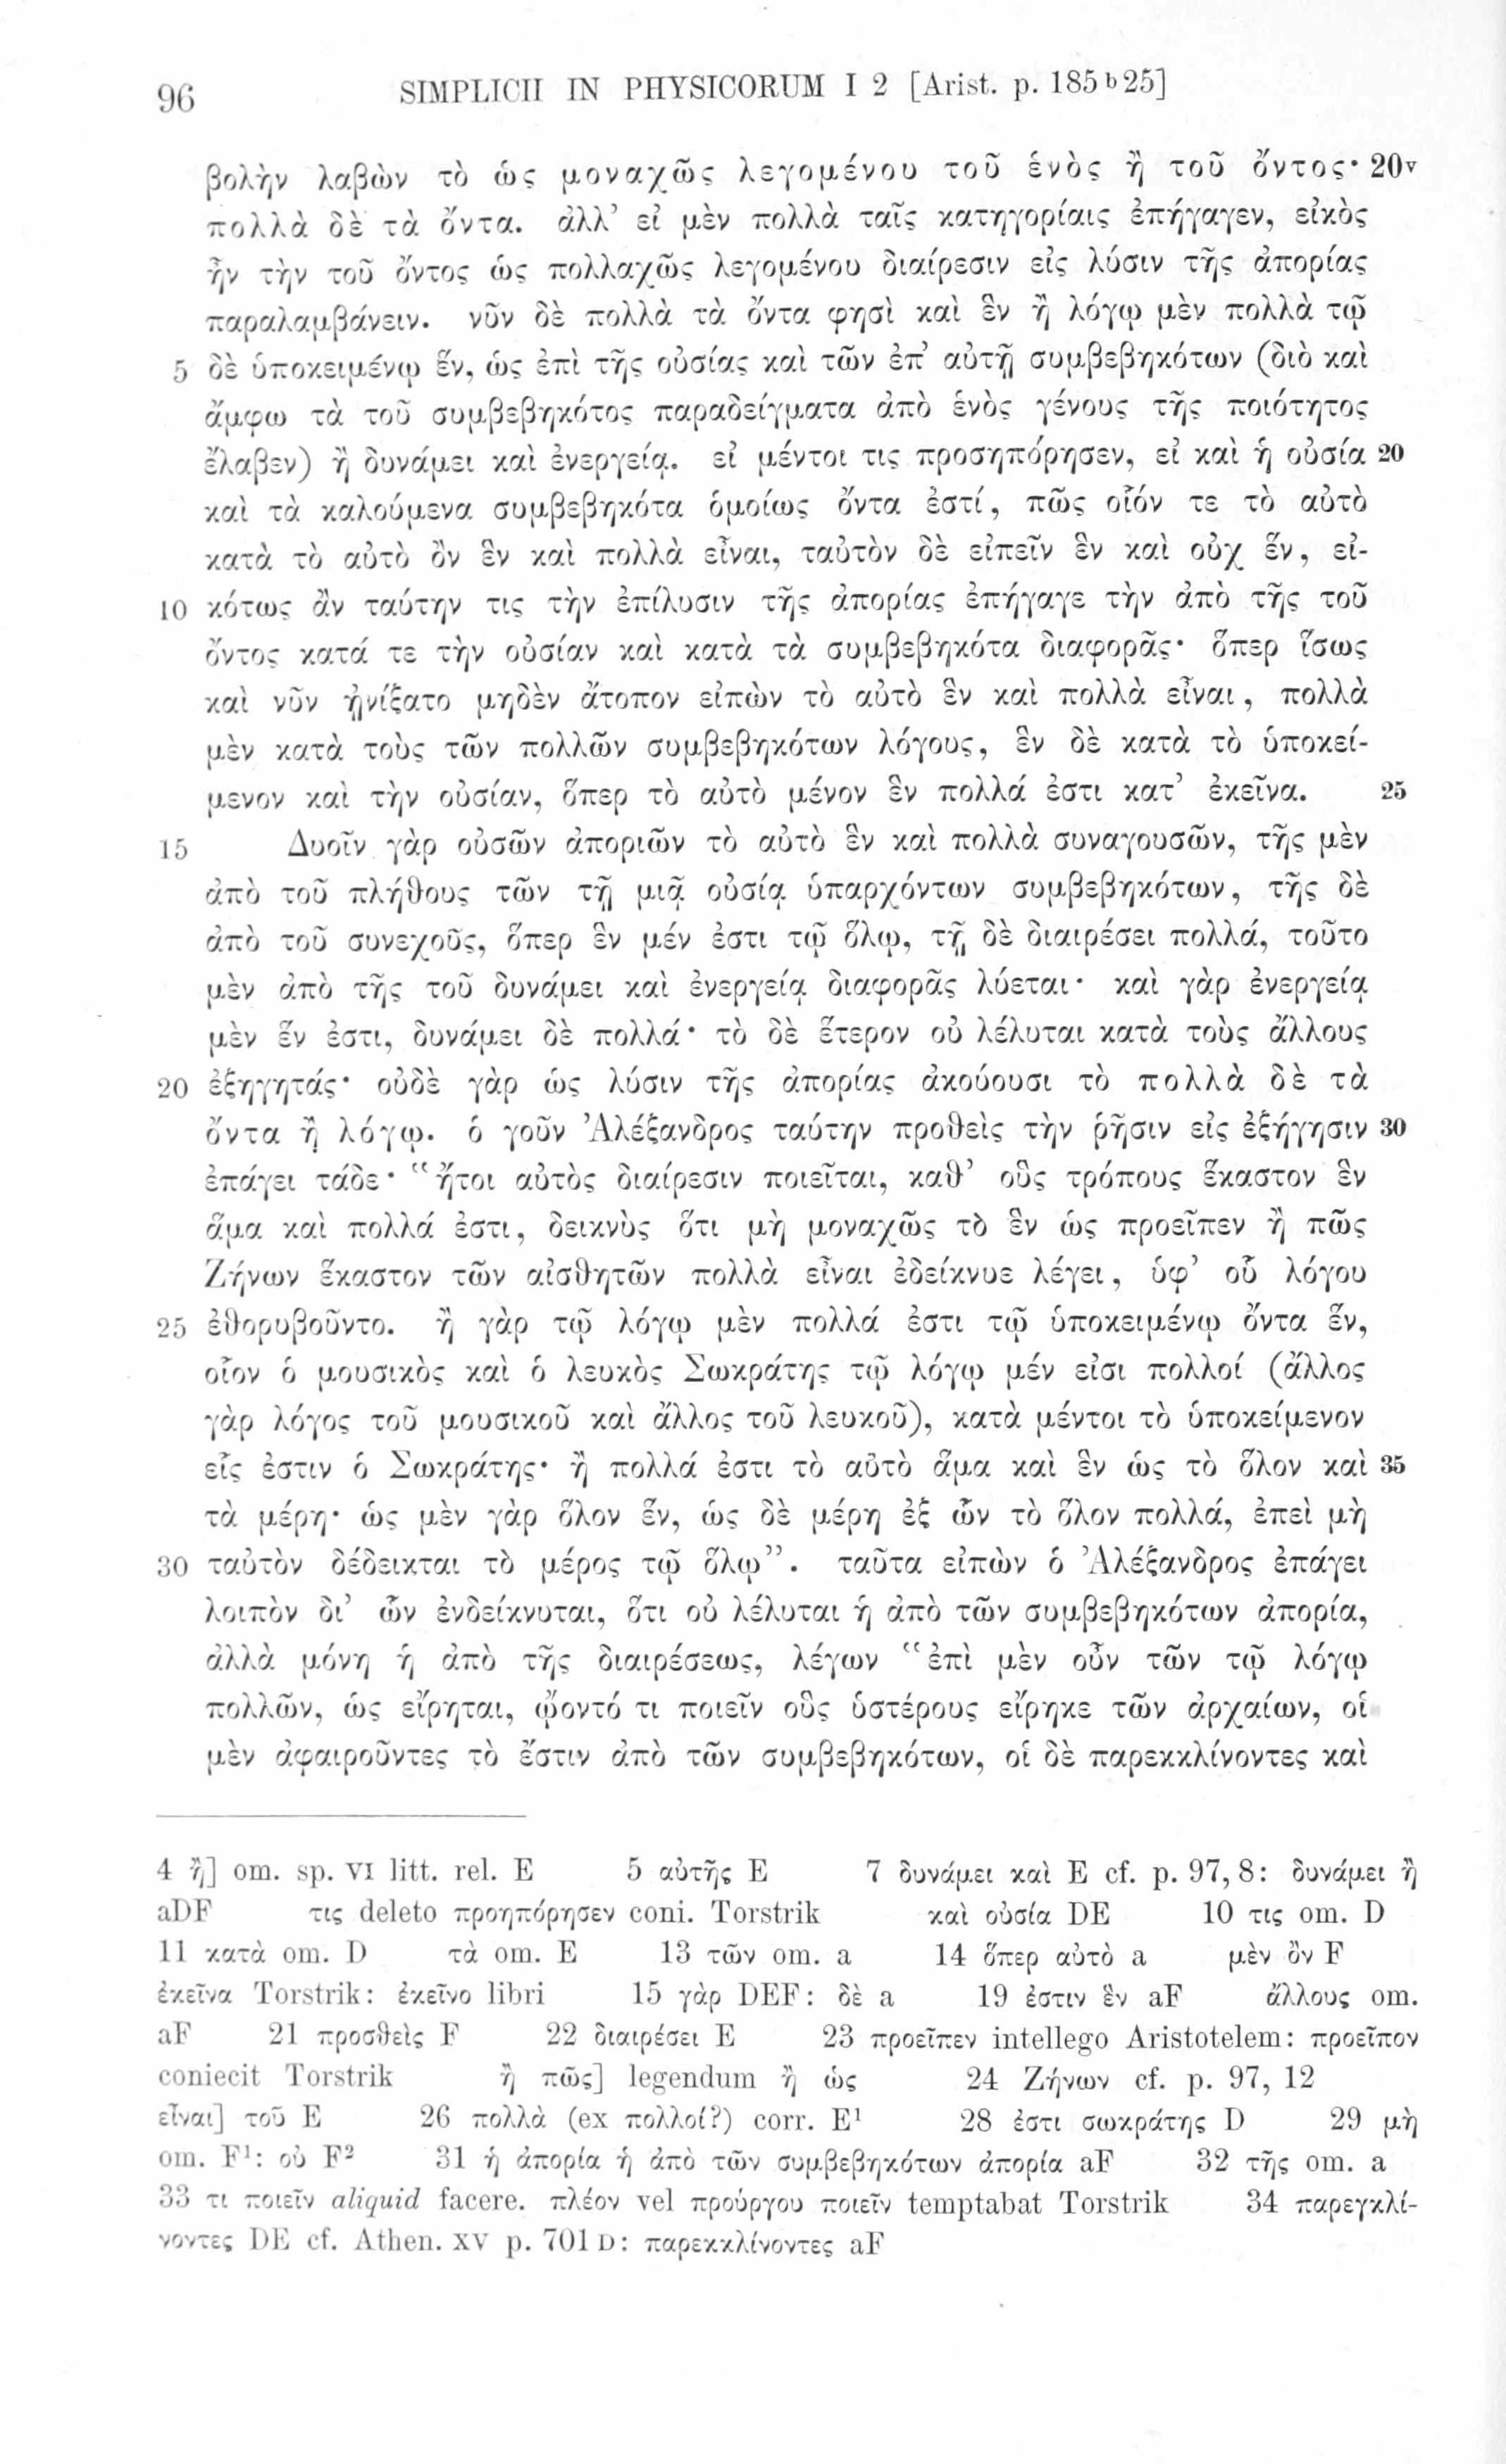 96 SIMPLICII IN PHYSICORUM I 2 [Arist. p. 185 b 25]
βολὴν λαβὼν τὸ ὡς μοναχῶς λεγομένου τοῦ ἑνὸς ἢ τοῦ ὄντος· 20v
πολλὰ δὲ τὰ ὄντα. ἀλλ’ εἰ μὲν πολλὰ ταῖς κατηγορίαις ἐπήγαγεν, εἰκὸς
ἦν τὴν τοῦ ὄντος ὡς πολλαχῶς λεγομένου διαίρεσιν εἰς λύσιν τῆς ἀπορίας
παραλαμβάνειν. νῦν δὲ πολλὰ τὰ ὄντα φησὶ καὶ ἓν ἢ λόγῳ μὲν πολλὰ τῷ
5 δὲ ὑποκειμένῳ ἕν, ὡς ἐπὶ τῆς οὐσίας καὶ τῶν ἐπ’ αὐτῇ συμβεβηκότων (διὸ καὶ
ἄμφω τὰ τοῦ συμβεβηκότος παραδείγματα ἀπὸ ἑνὸς γένους τῆς ποιότητος
ἔλαβεν) ἢ δυνάμει καὶ ἐνεργείᾳ. εἰ μέντοι τις προσηπόρησεν, εἰ καὶ ἡ οὐσία 20
καὶ τὰ καλούμενα συμβεβηκότα ὁμοίως ὄντα ἐστί, πῶς οἷόν τε τὸ αὐτὸ
κατὰ τὸ αὐτὸ ὂν ἓν καὶ πολλὰ εἶναι, ταὐτὸν δὲ εἰπεῖν ἓν καὶ οὐχ ἕν, εἰ-
10 κότως ἂν ταύτην τις τὴν ἐπίλυσιν τῆς ἀπορίας ἐπήγαγε τὴν ἀπὸ τῆς τοῦ
ὄντος κατά τε τὴν οὐσίαν καὶ κατὰ τὰ συμβεβηκότα διαφορᾶς· ὅπερ ἴσως
καὶ νῦν ᾐνίξατο μηδὲν ἄτοπον εἰπὼν τὸ αὐτὸ ἓν καὶ πολλὰ εἶναι, πολλὰ
μὲν κατὰ τοὺς τῶν πολλῶν συμβεβηκότων λόγους, ἓν δὲ κατὰ τὸ ὑποκεί-
μενον καὶ τὴν οὐσίαν, ὅπερ τὸ αὐτὸ μένον ἓν πολλά ἐστι κατ’ ἐκεῖνα. 25
15 Δυοῖν γὰρ οὐσῶν ἀποριῶν τὸ αὐτὸ ἓν καὶ πολλὰ συναγουσῶν, τῆς μὲν
ἀπὸ τοῦ πλήθους τῶν τῇ μιᾷ οὐσίᾳ ὑπαρχόντων συμβεβηκότων, τῆς δὲ
ἀπὸ τοῦ συνεχοῦς, ὅπερ ἓν μέν ἐστι τῷ ὅλῳ, τῇ δὲ διαιρέσει πολλά, τοῦτο
μὲν ἀπὸ τῆς τοῦ δυνάμει καὶ ἐνεργείᾳ διαφορᾶς λύεται· καὶ γὰρ ἐνεργείᾳ
μὲν ἕν ἐστι, δυνάμει δὲ πολλά· τὸ δὲ ἕτερον οὐ λέλυται κατὰ τοὺς ἄλλους
20 ἐξηγητάς· οὐδὲ γὰρ ὡς λύσιν τῆς ἀπορίας ἀκούουσι τὸ πολλὰ δὲ τὰ
ὄντα ἢ λόγῳ. ὁ γοῦν Ἀλέξανδρος ταύτην προθεὶς τὴν ῥῆσιν εἰς ἐξήγησιν 30
ἐπάγει τάδε· “ἤτοι αὐτὸς διαίρεσιν ποιεῖται, καθ’ οὓς τρόπους ἕκαστον ἓν
ἅμα καὶ πολλά ἐστι, δεικνὺς ὅτι μὴ μοναχῶς τὸ ἓν ὡς προεῖπεν ἢ πῶς
Ζήνων ἕκαστον τῶν αἰσθητῶν πολλὰ εἶναι ἐδείκνυε λέγει, ὑφ’ οὗ λόγου
25 ἐθορυβοῦντο. ἢ γὰρ τῷ λόγῳ μὲν πολλά ἐστι τῷ ὑποκειμένῳ ὄντα ἕν,
οἷον ὁ μουσικὸς καὶ ὁ λευκὸς Σωκράτης τῷ λόγῳ μέν εἰσι πολλοί (ἄλλος
γὰρ λόγος τοῦ μουσικοῦ καὶ ἄλλος τοῦ λευκοῦ), κατὰ μέντοι τὸ ὑποκείμενον
εἷς ἐστιν ὁ Σωκράτης· ἢ πολλά ἐστι τὸ αὐτὸ ἅμα καὶ ἓν ὡς τὸ ὅλον καὶ 35
τὰ μέρη· ὡς μὲν γὰρ ὅλον ἕν, ὡς δὲ μέρη ἐξ ὧν τὸ ὅλον πολλά, ἐπεὶ μὴ
30 ταὐτὸν δέδεικται τὸ μέρος τῷ ὅλῳ”. ταῦτα εἰπὼν ὁ Ἀλέξανδρος ἐπάγει
λοιπὸν δι’ ὧν ἐνδείκνυται, ὅτι οὐ λέλυται ἡ ἀπὸ τῶν συμβεβηκότων ἀπορία,
ἀλλὰ μόνη ἡ ἀπὸ τῆς διαιρέσεως, λέγων “ἐπὶ μὲν οὖν τῶν τῷ λόγῳ
πολλῶν, ὡς εἴρηται, ᾤοντό τι ποιεῖν οὓς ὑστέρους εἴρηκε τῶν ἀρχαίων, οἱ
μὲν ἀφαιροῦντες τὸ ἔστιν ἀπὸ τῶν συμβεβηκότων, οἱ δὲ παρεκκλίνοντες καὶ
4 ἢ] om. sp. VI litt. rel. E 5 αὐτῆς E 7 δυνάμει καὶ E cf. p. 97, 8: δυνάμει ἢ
aDF τις deleto προηπόρησεν coni. Torstrik καὶ οὐσία DE 10 τις om. D
11 κατὰ om. D τὰ om. E 13 τῶν om. a 14 ὅπερ αὐτὸ a μὲν ὂν F
ἐκεῖνα Torstrik: ἐκεῖνο libri 15 γὰρ DEF: δὲ a 19 ἐστιν ἓν aF ἄλλους om.
aF 21 προσθεὶς F 22 διαιρέσει E 23 προεῖπεν intellego Aristotelem: προεῖπον
coniecit Torstrik ἢ πῶς] legendum ἢ ὡς 24 Ζήνων cf. p. 97, 12
εἶναι] τοῦ E 26 πολλὰ (ex πολλοί?) corr. E¹ 28 ἐστι σωκράτης D 29 μὴ
om. F¹: οὐ F² 31 ἡ ἀπορία ἡ ἀπὸ τῶν συμβεβηκότων ἀπορία aF 32 τῆς om. a
33 τι ποιεῖν aliquid facere. πλέον vel προύργου ποιεῖν temptabat Torstrik 34 παρεγκλί-
νοντες DE cf. Athen. XV p. 701 D: παρεκκλίνοντες aF